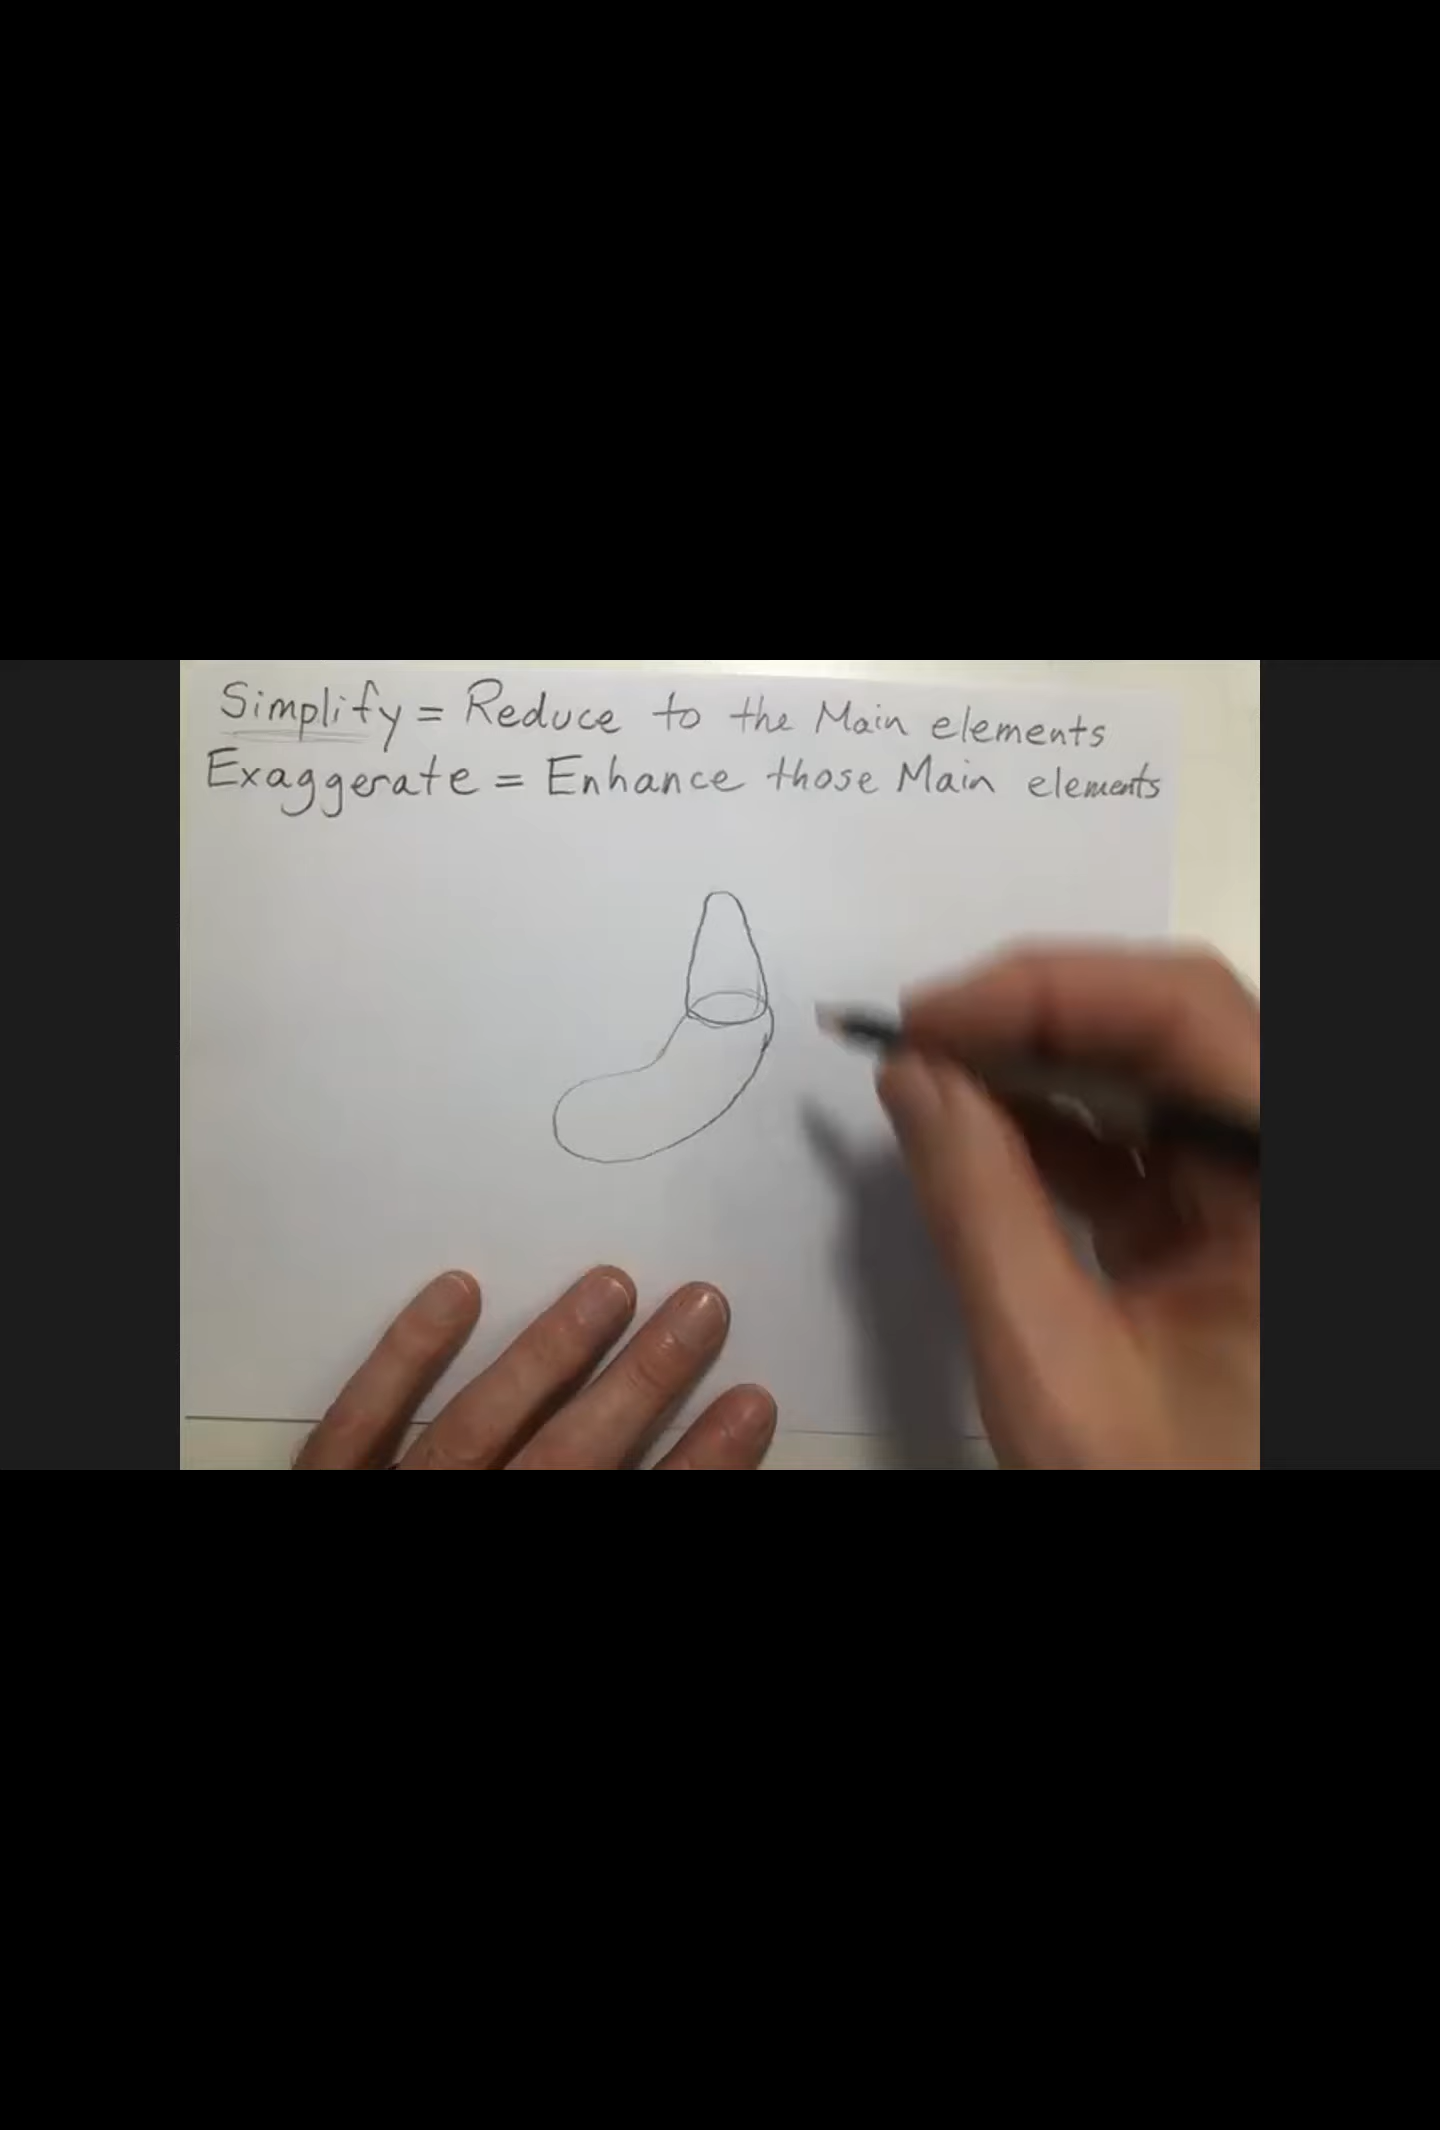 Simplify = Reduce to the Main elements
Exaggerate = Enhance those Main elements